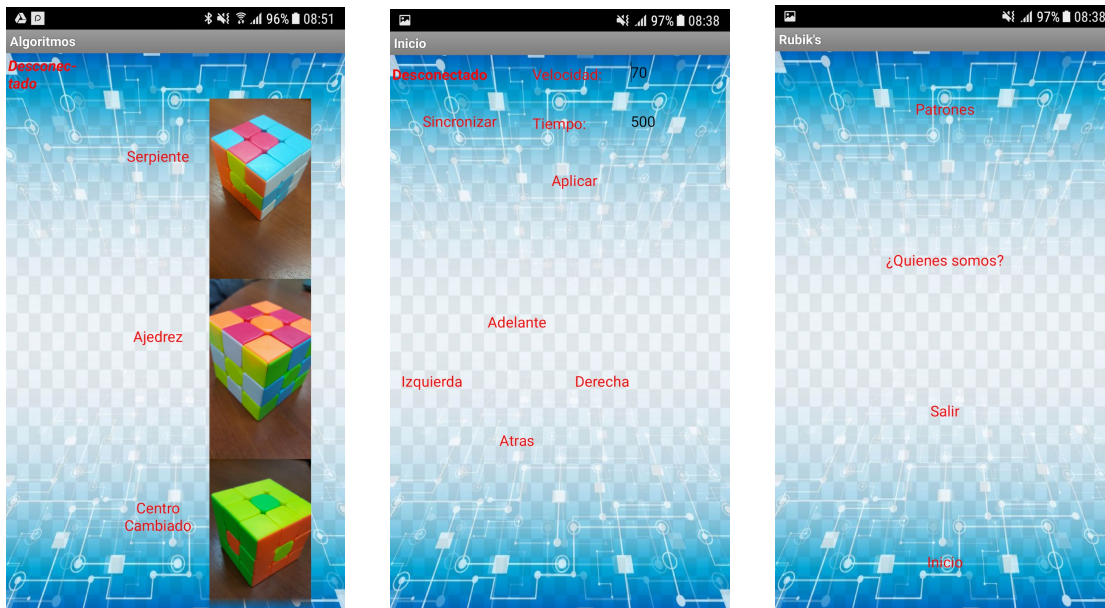 96% 08:51
Algoritmos
Desconec-
tado
Serpiente
Ajedrez
Centro
Cambiado
97% 08:38
Inicio
Desconectado
Velocidad: 70
Sincronizar
Tiempo: 500
Aplicar
Adelante
Izquierda
Derecha
Atras
97% 08:38
Rubik's
Patrones
¿Quienes somos?
Salir
Inicio